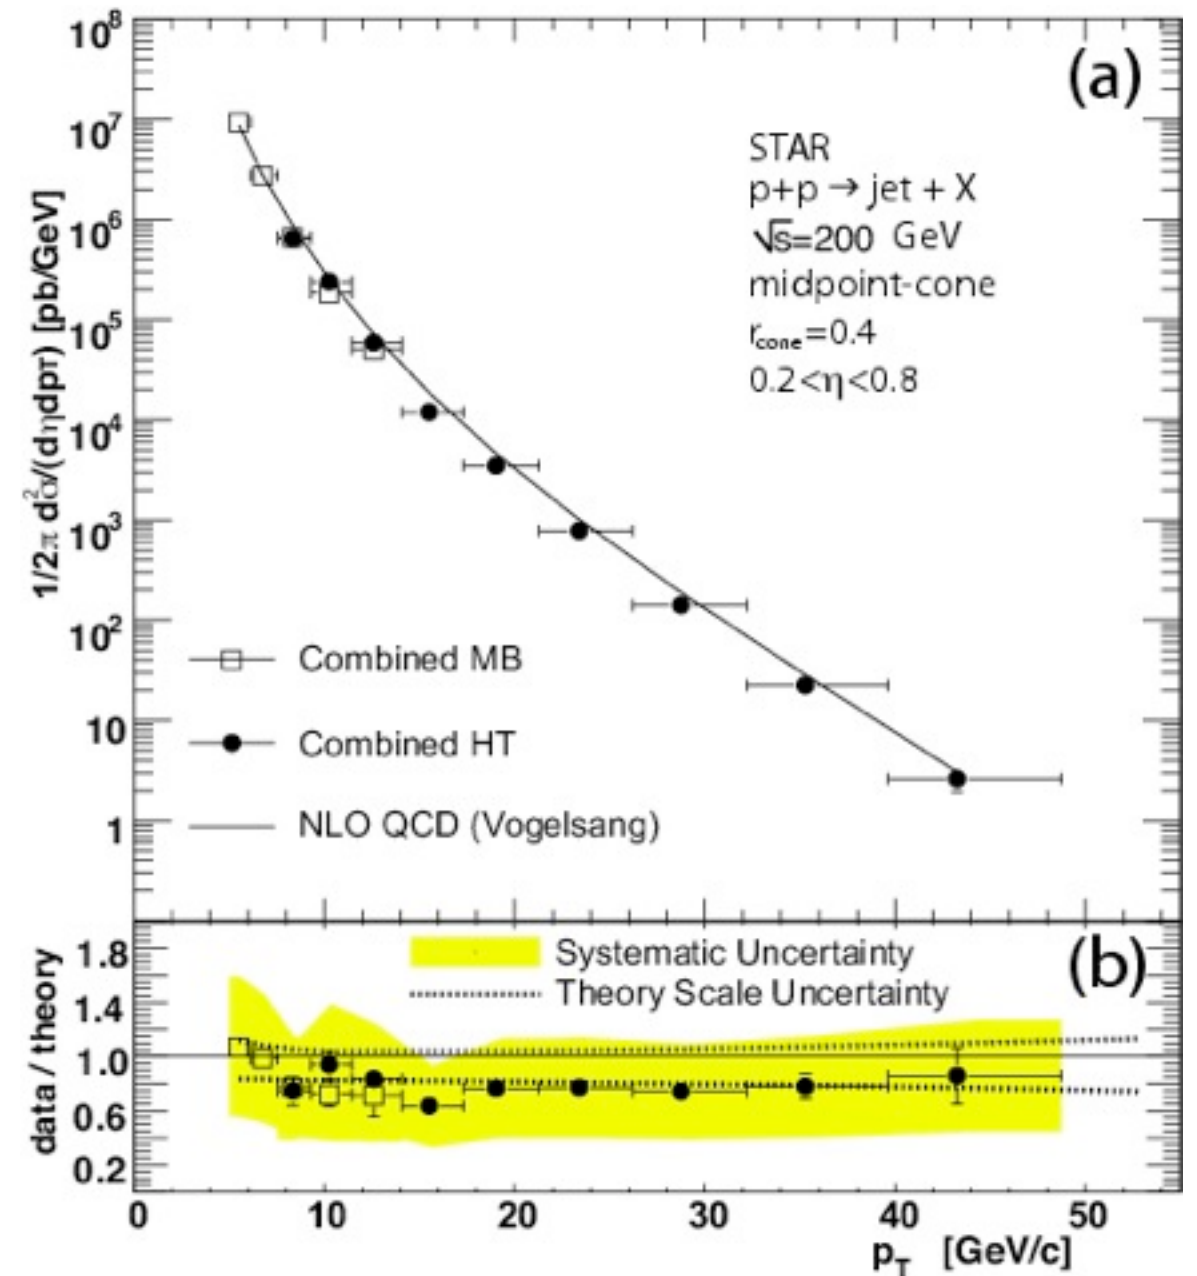 10⁸
10⁷
10⁶
10⁵
10⁴
10³
10²
10
1
1/2π d²σ/(dηdpT) [pb/GeV]
(a)
STAR
p+p → jet + X
√s=200 GeV
midpoint-cone
r_cone=0.4
0.2<η<0.8
Combined MB
Combined HT
NLO QCD (Vogelsang)
(b)
Systematic Uncertainty
Theory Scale Uncertainty
data / theory
1.8
1.4
1.0
0.6
0.2
0 10 20 30 40 50
p_T [GeV/c]